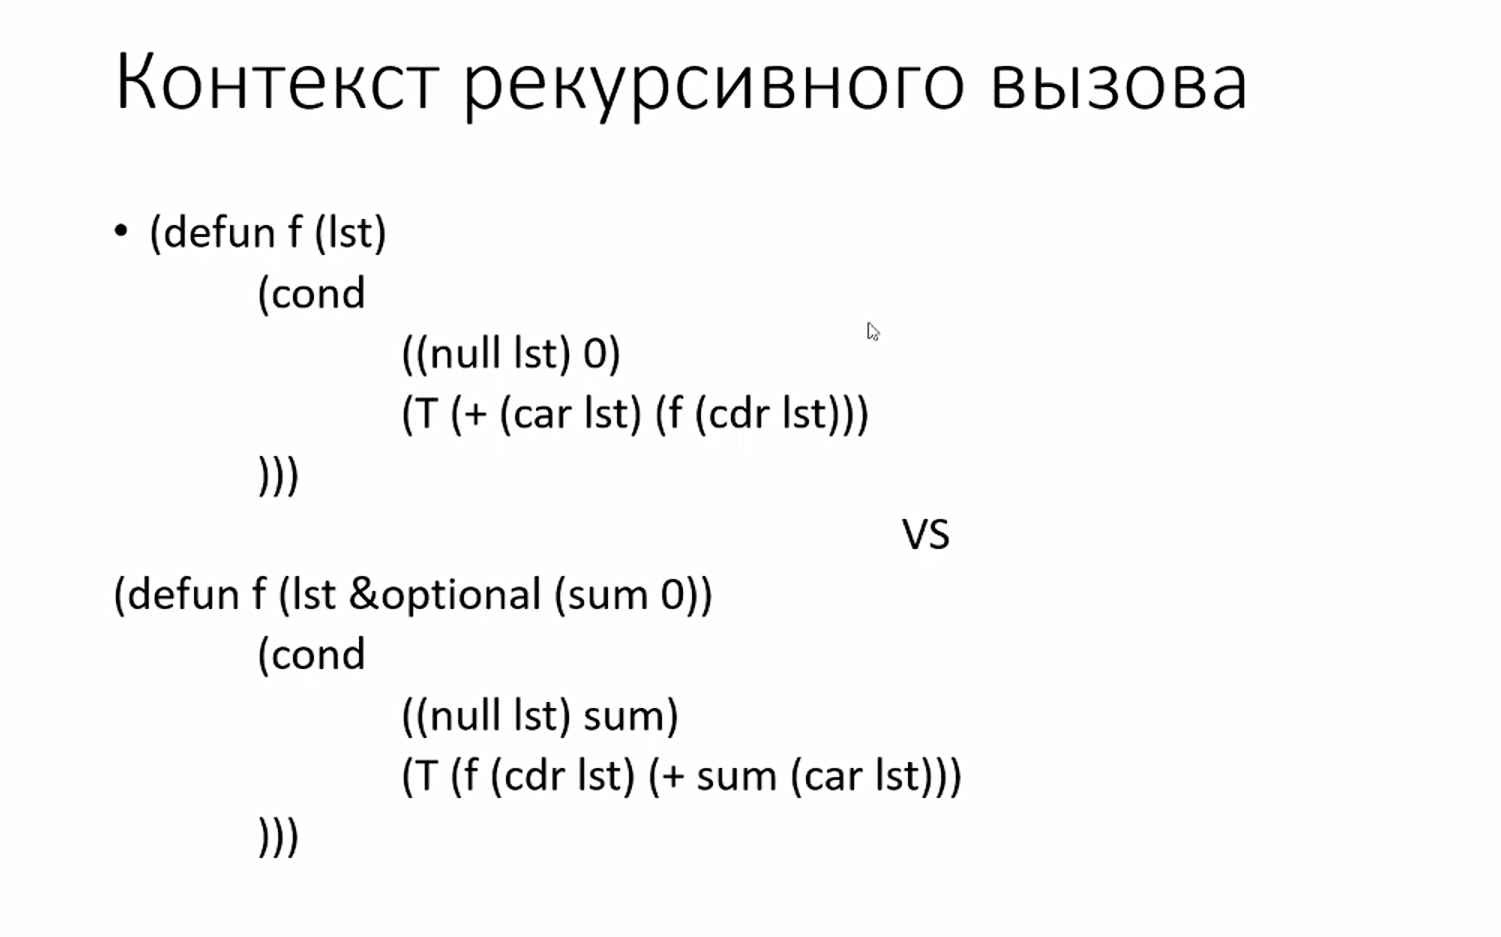 Контекст рекурсивного вызова
• (defun f (lst)
(cond
((null lst) 0)
(T (+ (car lst) (f (cdr lst)))
)))
VS
(defun f (lst &optional (sum 0))
(cond
((null lst) sum)
(T (f (cdr lst) (+ sum (car lst)))
)))